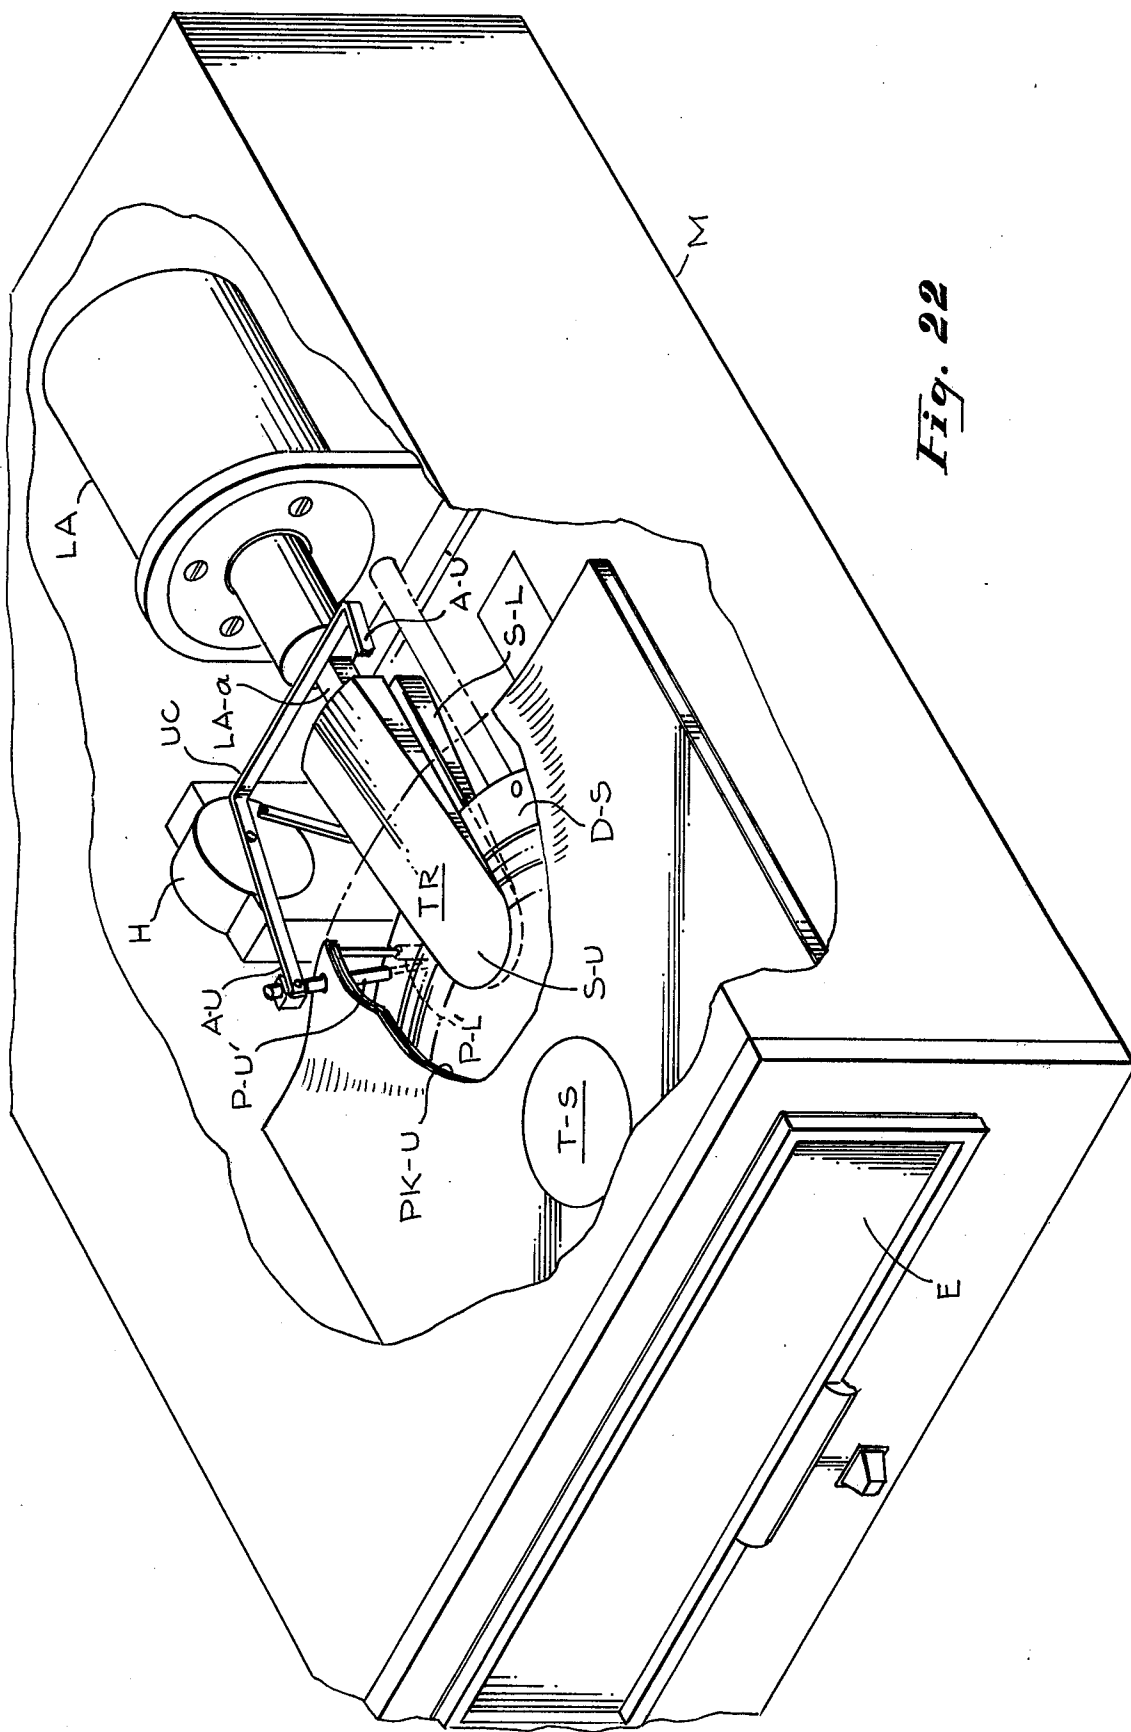 LA
UC
LA-a
A-U
S-L
H
TR
D-S
A-U
P-U'
S-U
P-L
PK-U
T-S
M
E
Fig. 22